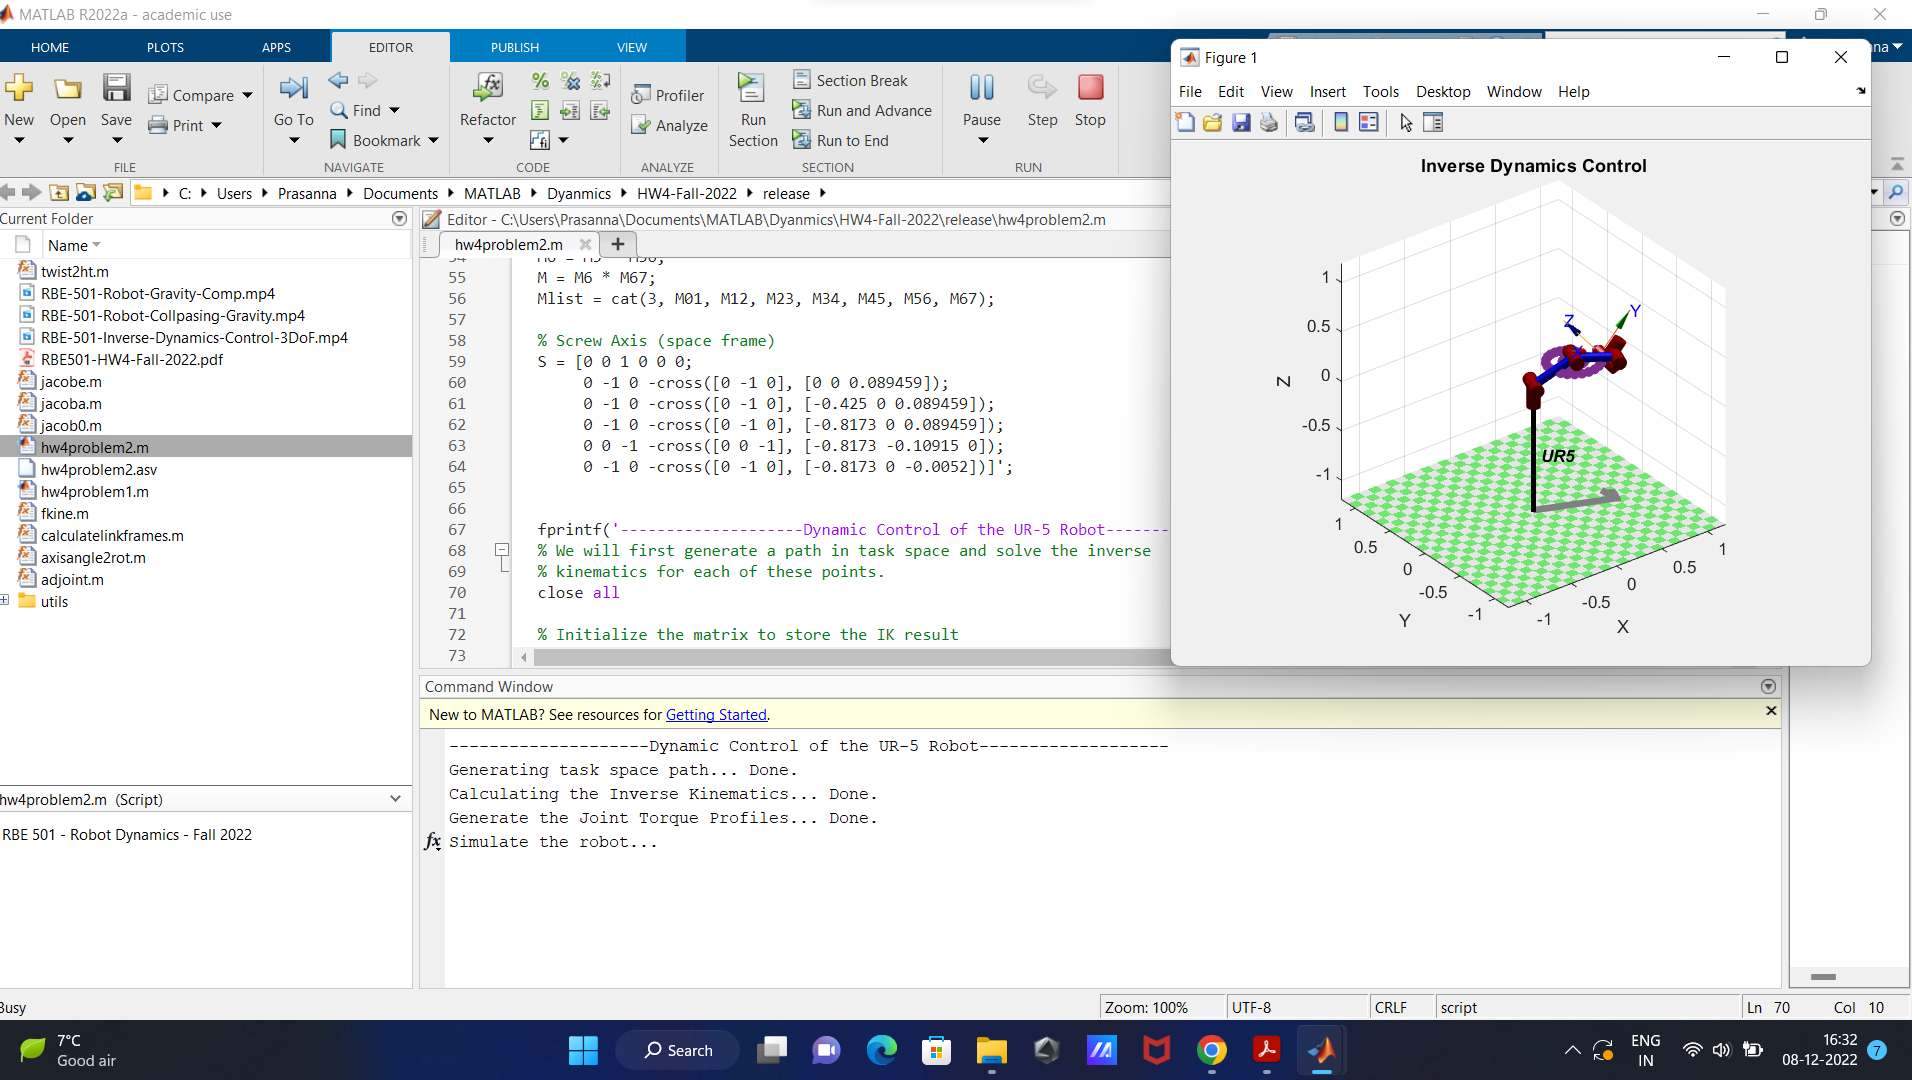 MATLAB R2022a - academic use
HOME PLOTS APPS EDITOR PUBLISH VIEW
New Open Save Compare Print
FILE
Go To Find Bookmark
NAVIGATE
Refactor
CODE
Profiler Analyze
ANALYZE
Run Section Section Break Run and Advance Run to End
SECTION
Pause Step Stop
RUN
C: Users Prasanna Documents MATLAB Dyanmics HW4-Fall-2022 release
Current Folder
Name
twist2ht.m
RBE-501-Robot-Gravity-Comp.mp4
RBE-501-Robot-Collpasing-Gravity.mp4
RBE-501-Inverse-Dynamics-Control-3DoF.mp4
RBE501-HW4-Fall-2022.pdf
jacobe.m
jacoba.m
jacob0.m
hw4problem2.m
hw4problem2.asv
hw4problem1.m
fkine.m
calculatelinkframes.m
axisangle2rot.m
adjoint.m
utils
hw4problem2.m (Script)
RBE 501 - Robot Dynamics - Fall 2022
Editor - C:\Users\Prasanna\Documents\MATLAB\Dyanmics\HW4-Fall-2022\release\hw4problem2.m
hw4problem2.m
55 M = M6 * M67;
56 Mlist = cat(3, M01, M12, M23, M34, M45, M56, M67);
57
58 % Screw Axis (space frame)
59 S = [0 0 1 0 0 0;
60 0 -1 0 -cross([0 -1 0], [0 0 0.089459]);
61 0 -1 0 -cross([0 -1 0], [-0.425 0 0.089459]);
62 0 -1 0 -cross([0 -1 0], [-0.8173 0 0.089459]);
63 0 0 -1 -cross([0 0 -1], [-0.8173 -0.10915 0]);
64 0 -1 0 -cross([0 -1 0], [-0.8173 0 -0.0052])]';
65
66
67 fprintf('--------------------Dynamic Control of the UR-5 Robot-------
68 % We will first generate a path in task space and solve the inverse
69 % kinematics for each of these points.
70 close all
71
72 % Initialize the matrix to store the IK result
73
Command Window
New to MATLAB? See resources for Getting Started.
--------------------Dynamic Control of the UR-5 Robot-------------------
Generating task space path... Done.
Calculating the Inverse Kinematics... Done.
Generate the Joint Torque Profiles... Done.
fx Simulate the robot...
Figure 1
File Edit View Insert Tools Desktop Window Help
Inverse Dynamics Control
1
0.5
0
-0.5
-1
Z
Z Y
UR5
1
0.5
0
-0.5
-1
Y
-1
-0.5
0
0.5
1
X
Busy
Zoom: 100% UTF-8 CRLF script Ln 70 Col 10
7°C
Good air
Search
ENG
IN
16:32
08-12-2022
7